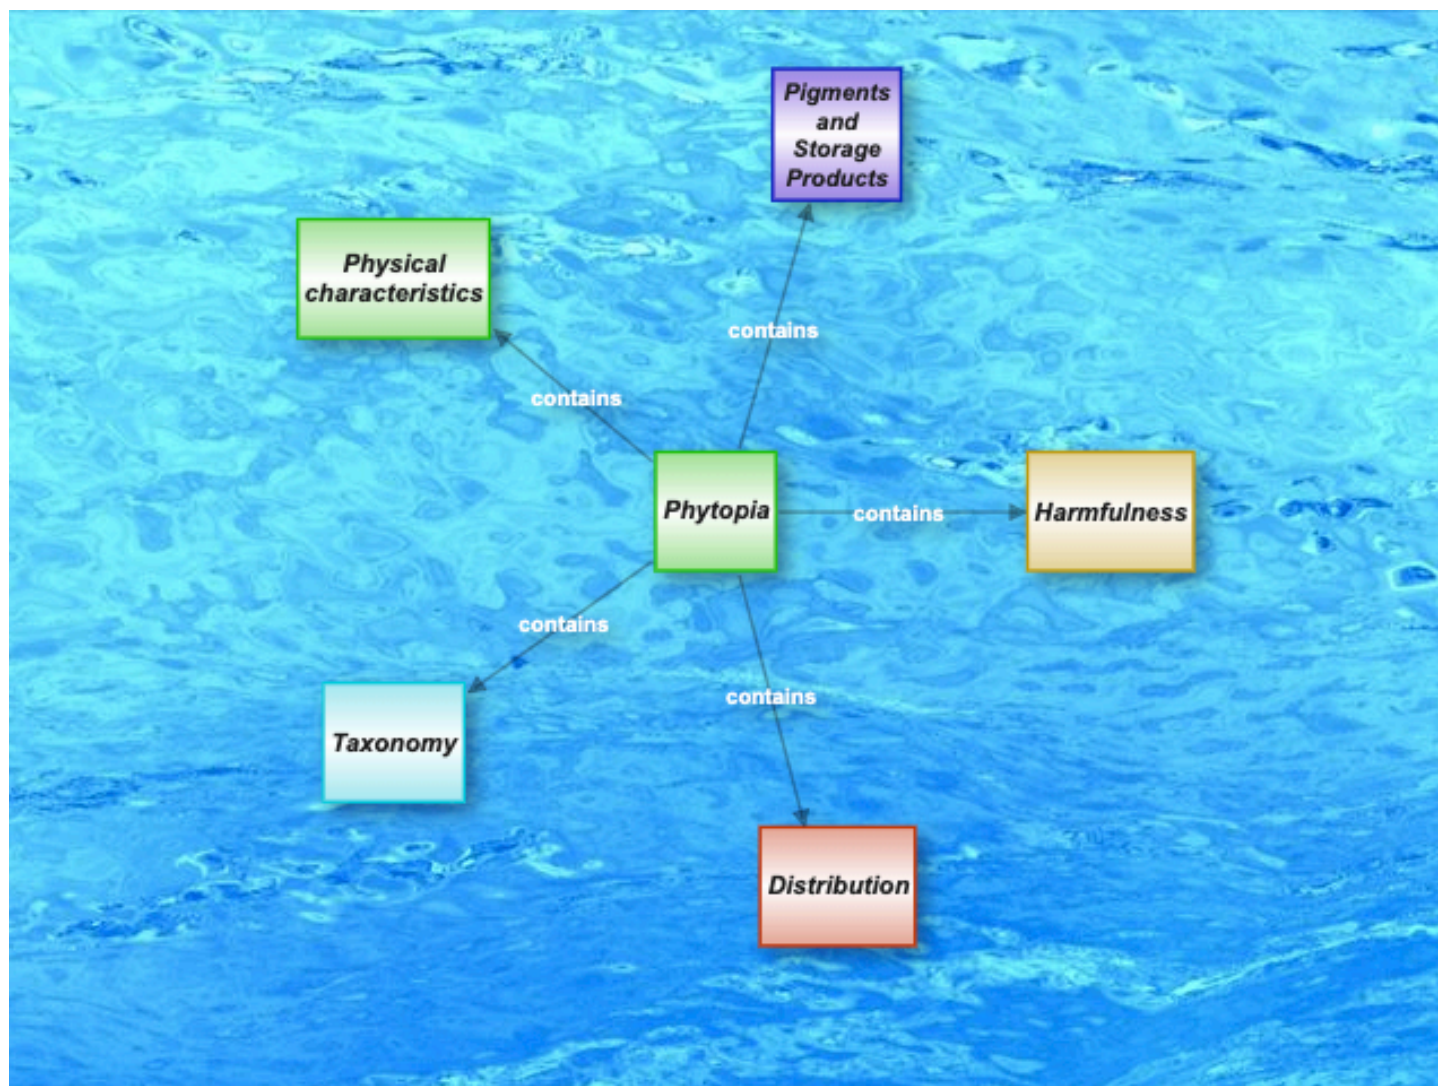 Pigments
and
Storage
Products
Physical
characteristics
contains
contains
Phytopia
contains
Harmfulness
contains
contains
Taxonomy
Distribution